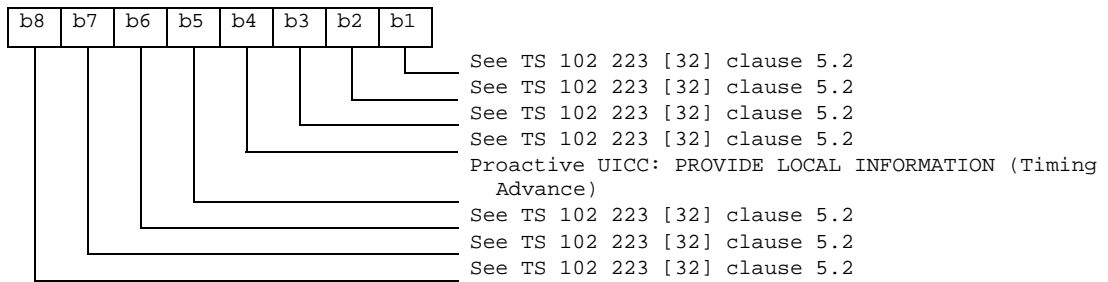 b8 b7 b6 b5 b4 b3 b2 b1
See TS 102 223 [32] clause 5.2
See TS 102 223 [32] clause 5.2
See TS 102 223 [32] clause 5.2
See TS 102 223 [32] clause 5.2
Proactive UICC: PROVIDE LOCAL INFORMATION (Timing
Advance)
See TS 102 223 [32] clause 5.2
See TS 102 223 [32] clause 5.2
See TS 102 223 [32] clause 5.2